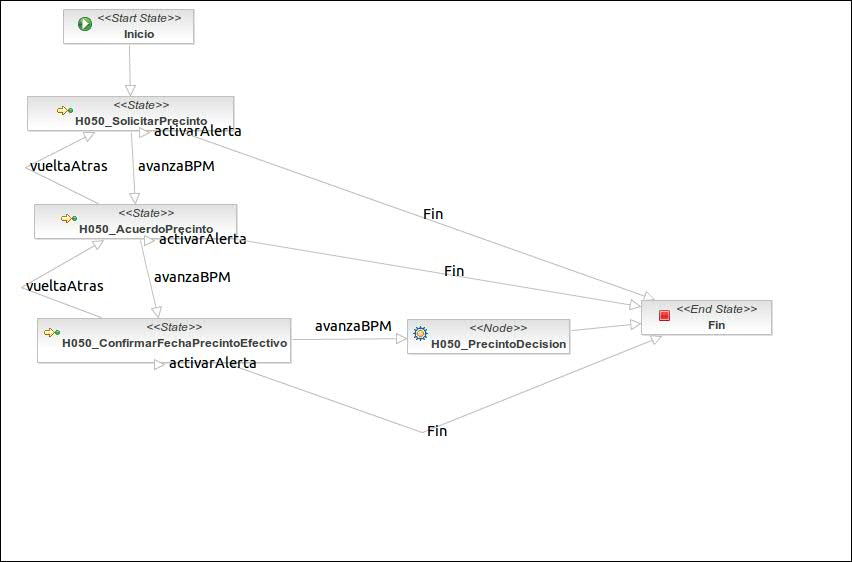 <<Start State>>
Inicio
<<State>>
H050_SolicitarPrecinto
activarAlerta
vueltaAtras
avanzaBPM
Fin
<<State>>
H050_AcuerdoPrecinto
activarAlerta
Fin
vueltaAtras
avanzaBPM
<<End State>>
Fin
<<State>>
H050_ConfirmarFechaPrecintoEfectivo
avanzaBPM
<<Node>>
H050_PrecintoDecision
activarAlerta
Fin